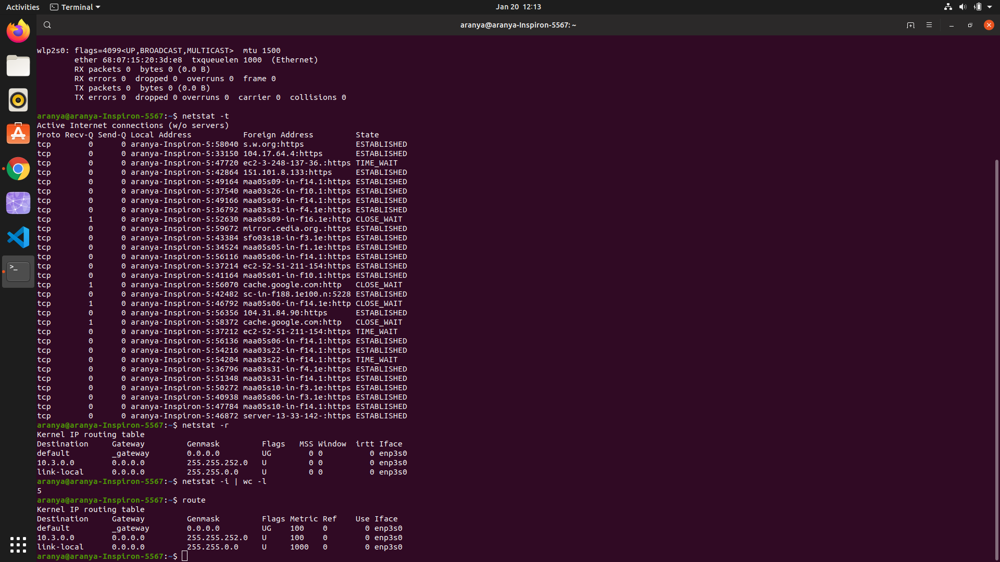 Activities Terminal Jan 20 12:13
aranya@aranya-Inspiron-5567: ~
wlp2s0: flags=4099<UP,BROADCAST,MULTICAST>  mtu 1500
        ether 68:07:15:20:3d:e8  txqueuelen 1000  (Ethernet)
        RX packets 0  bytes 0 (0.0 B)
        RX errors 0  dropped 0  overruns 0  frame 0
        TX packets 0  bytes 0 (0.0 B)
        TX errors 0  dropped 0 overruns 0  carrier 0  collisions 0
aranya@aranya-Inspiron-5567:~$ netstat -t
Active Internet connections (w/o servers)
Proto Recv-Q Send-Q Local Address           Foreign Address         State
tcp        0      0 aranya-Inspiron-5:58040 s.w.org:https           ESTABLISHED
tcp        0      0 aranya-Inspiron-5:33150 104.17.64.4:https       ESTABLISHED
tcp        0      0 aranya-Inspiron-5:47720 ec2-3-248-137-36.:https TIME_WAIT
tcp        0      0 aranya-Inspiron-5:42864 151.101.8.133:https     ESTABLISHED
tcp        0      0 aranya-Inspiron-5:49164 maa05s09-in-f14.1:https ESTABLISHED
tcp        0      0 aranya-Inspiron-5:37540 maa03s26-in-f10.1:https ESTABLISHED
tcp        0      0 aranya-Inspiron-5:49166 maa05s09-in-f14.1:https ESTABLISHED
tcp        0      0 aranya-Inspiron-5:36792 maa03s31-in-f4.1e:https ESTABLISHED
tcp        1      0 aranya-Inspiron-5:52630 maa05s09-in-f16.1e:http CLOSE_WAIT
tcp        0      0 aranya-Inspiron-5:59672 mirror.cedia.org.:https ESTABLISHED
tcp        0      0 aranya-Inspiron-5:43384 sfo03s18-in-f3.1e:https ESTABLISHED
tcp        0      0 aranya-Inspiron-5:34524 maa05s05-in-f1.1e:https ESTABLISHED
tcp        0      0 aranya-Inspiron-5:56116 maa05s06-in-f14.1:https ESTABLISHED
tcp        0      0 aranya-Inspiron-5:37214 ec2-52-51-211-154:https ESTABLISHED
tcp        0      0 aranya-Inspiron-5:41164 maa05s01-in-f10.1:https ESTABLISHED
tcp        1      0 aranya-Inspiron-5:56070 cache.google.com:http   CLOSE_WAIT
tcp        0      0 aranya-Inspiron-5:42482 sc-in-f188.1e100.n:5228 ESTABLISHED
tcp        1      0 aranya-Inspiron-5:46792 maa05s06-in-f14.1e:http CLOSE_WAIT
tcp        0      0 aranya-Inspiron-5:56356 104.31.84.90:https      ESTABLISHED
tcp        1      0 aranya-Inspiron-5:58372 cache.google.com:http   CLOSE_WAIT
tcp        0      0 aranya-Inspiron-5:37212 ec2-52-51-211-154:https TIME_WAIT
tcp        0      0 aranya-Inspiron-5:56136 maa05s06-in-f14.1:https ESTABLISHED
tcp        0      0 aranya-Inspiron-5:54216 maa03s22-in-f14.1:https ESTABLISHED
tcp        0      0 aranya-Inspiron-5:54204 maa03s22-in-f14.1:https TIME_WAIT
tcp        0      0 aranya-Inspiron-5:36796 maa03s31-in-f4.1e:https ESTABLISHED
tcp        0      0 aranya-Inspiron-5:51348 maa03s31-in-f14.1:https ESTABLISHED
tcp        0      0 aranya-Inspiron-5:50272 maa05s10-in-f3.1e:https ESTABLISHED
tcp        0      0 aranya-Inspiron-5:40938 maa05s06-in-f3.1e:https ESTABLISHED
tcp        0      0 aranya-Inspiron-5:47784 maa05s10-in-f14.1:https ESTABLISHED
tcp        0      0 aranya-Inspiron-5:46872 server-13-33-142-:https ESTABLISHED
aranya@aranya-Inspiron-5567:~$ netstat -r
Kernel IP routing table
Destination     Gateway         Genmask         Flags   MSS Window  irtt Iface
default         _gateway        0.0.0.0         UG        0 0          0 enp3s0
10.3.0.0        0.0.0.0         255.255.252.0   U         0 0          0 enp3s0
link-local      0.0.0.0         255.255.0.0     U         0 0          0 enp3s0
aranya@aranya-Inspiron-5567:~$ netstat -i | wc -l
5
aranya@aranya-Inspiron-5567:~$ route
Kernel IP routing table
Destination     Gateway         Genmask         Flags Metric Ref    Use Iface
default         _gateway        0.0.0.0         UG    100    0        0 enp3s0
10.3.0.0        0.0.0.0         255.255.252.0   U     100    0        0 enp3s0
link-local      0.0.0.0         255.255.0.0     U     1000   0        0 enp3s0
aranya@aranya-Inspiron-5567:~$